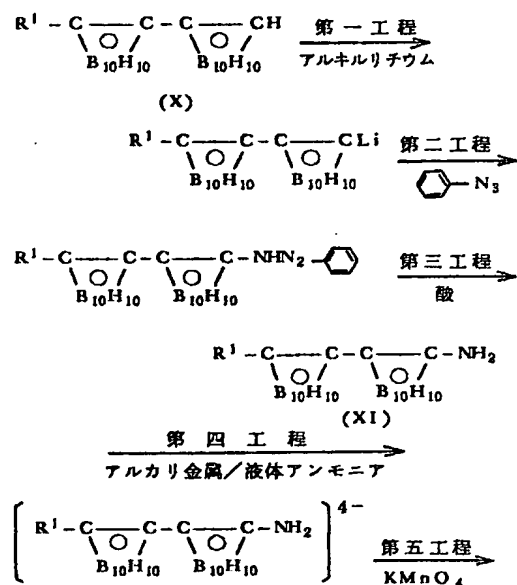 R¹ - C — C - C — CH 第一工程
B₁₀H₁₀ B₁₀H₁₀ アルキルリチウム
(X)
R¹ - C — C - C — CLi 第二工程
B₁₀H₁₀ B₁₀H₁₀ N₃
R¹ - C — C - C — C - NHN₂ 第三工程
B₁₀H₁₀ B₁₀H₁₀ 酸
R¹ - C — C - C — C - NH₂
B₁₀H₁₀ B₁₀H₁₀
(XI)
第四工程
アルカリ金属/液体アンモニア
4-
R¹ - C — C - C — C - NH₂ 第五工程
B₁₀H₁₀ B₁₀H₁₀ KMnO₄